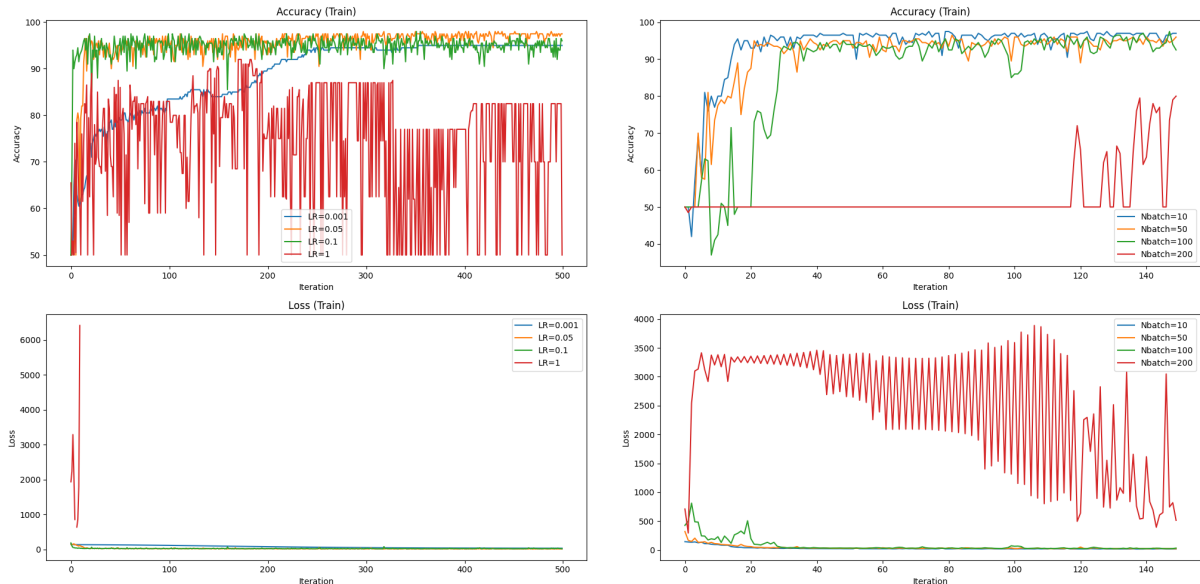 Accuracy (Train)
100
90
80
70
60
50
Accuracy
LR=0.001
LR=0.05
LR=0.1
LR=1
0
100
200
300
400
500
Iteration
Accuracy (Train)
100
90
80
70
60
50
40
Accuracy
Nbatch=10
Nbatch=50
Nbatch=100
Nbatch=200
0
20
40
60
80
100
120
140
Iteration
Loss (Train)
6000
5000
4000
3000
2000
1000
0
Loss
LR=0.001
LR=0.05
LR=0.1
LR=1
0
100
200
300
400
500
Iteration
Loss (Train)
4000
3500
3000
2500
2000
1500
1000
500
0
Loss
Nbatch=10
Nbatch=50
Nbatch=100
Nbatch=200
0
20
40
60
80
100
120
140
Iteration